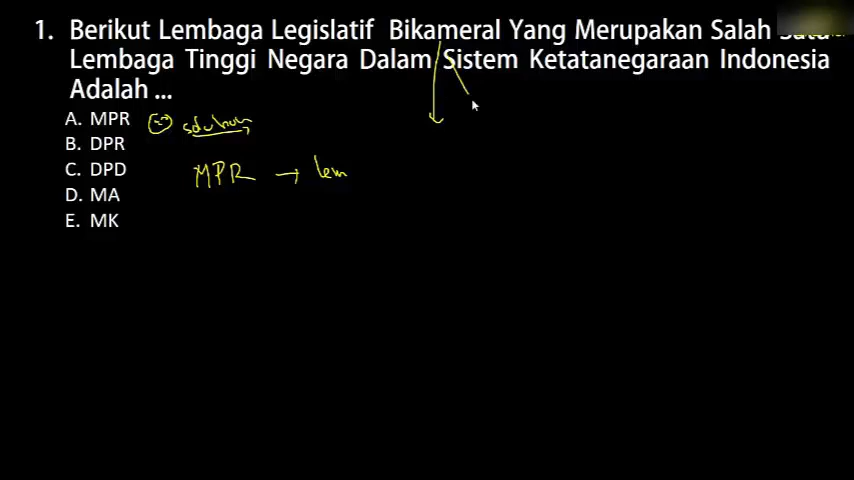 1. Berikut Lembaga Legislatif Bikameral Yang Merupakan Salah Satu
Lembaga Tinggi Negara Dalam Sistem Ketatanegaraan Indonesia
Adalah ...
A. MPR
B. DPR
C. DPD
MPR → lem
D. MA
E. MK